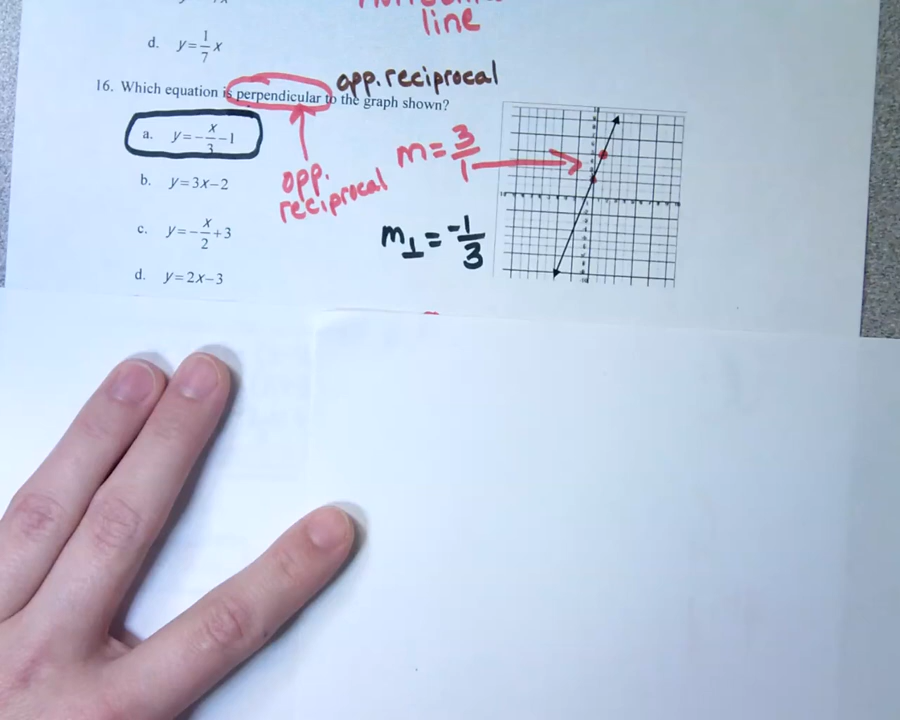 line
d. y=1/7 x
16. Which equation is perpendicular to the graph shown?
opp. reciprocal
a. y=-x/3-1
b. y=3x-2
c. y=-x/2+3
d. y=2x-3
opp.
reciprocal
m=3/1
m⊥=-1/3